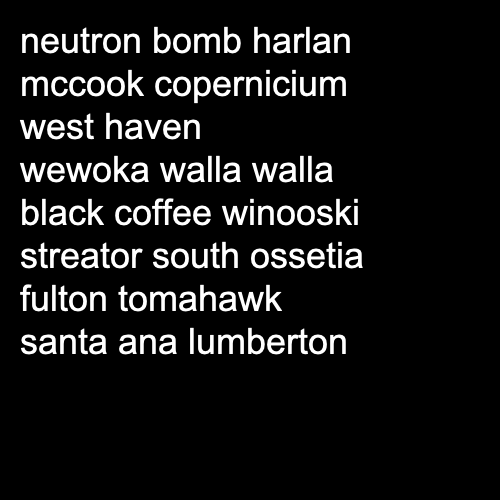 neutron bomb harlan
mccook copernicium
west haven
wewoka walla walla
black coffee winooski
streator south ossetia
fulton tomahawk
santa ana lumberton